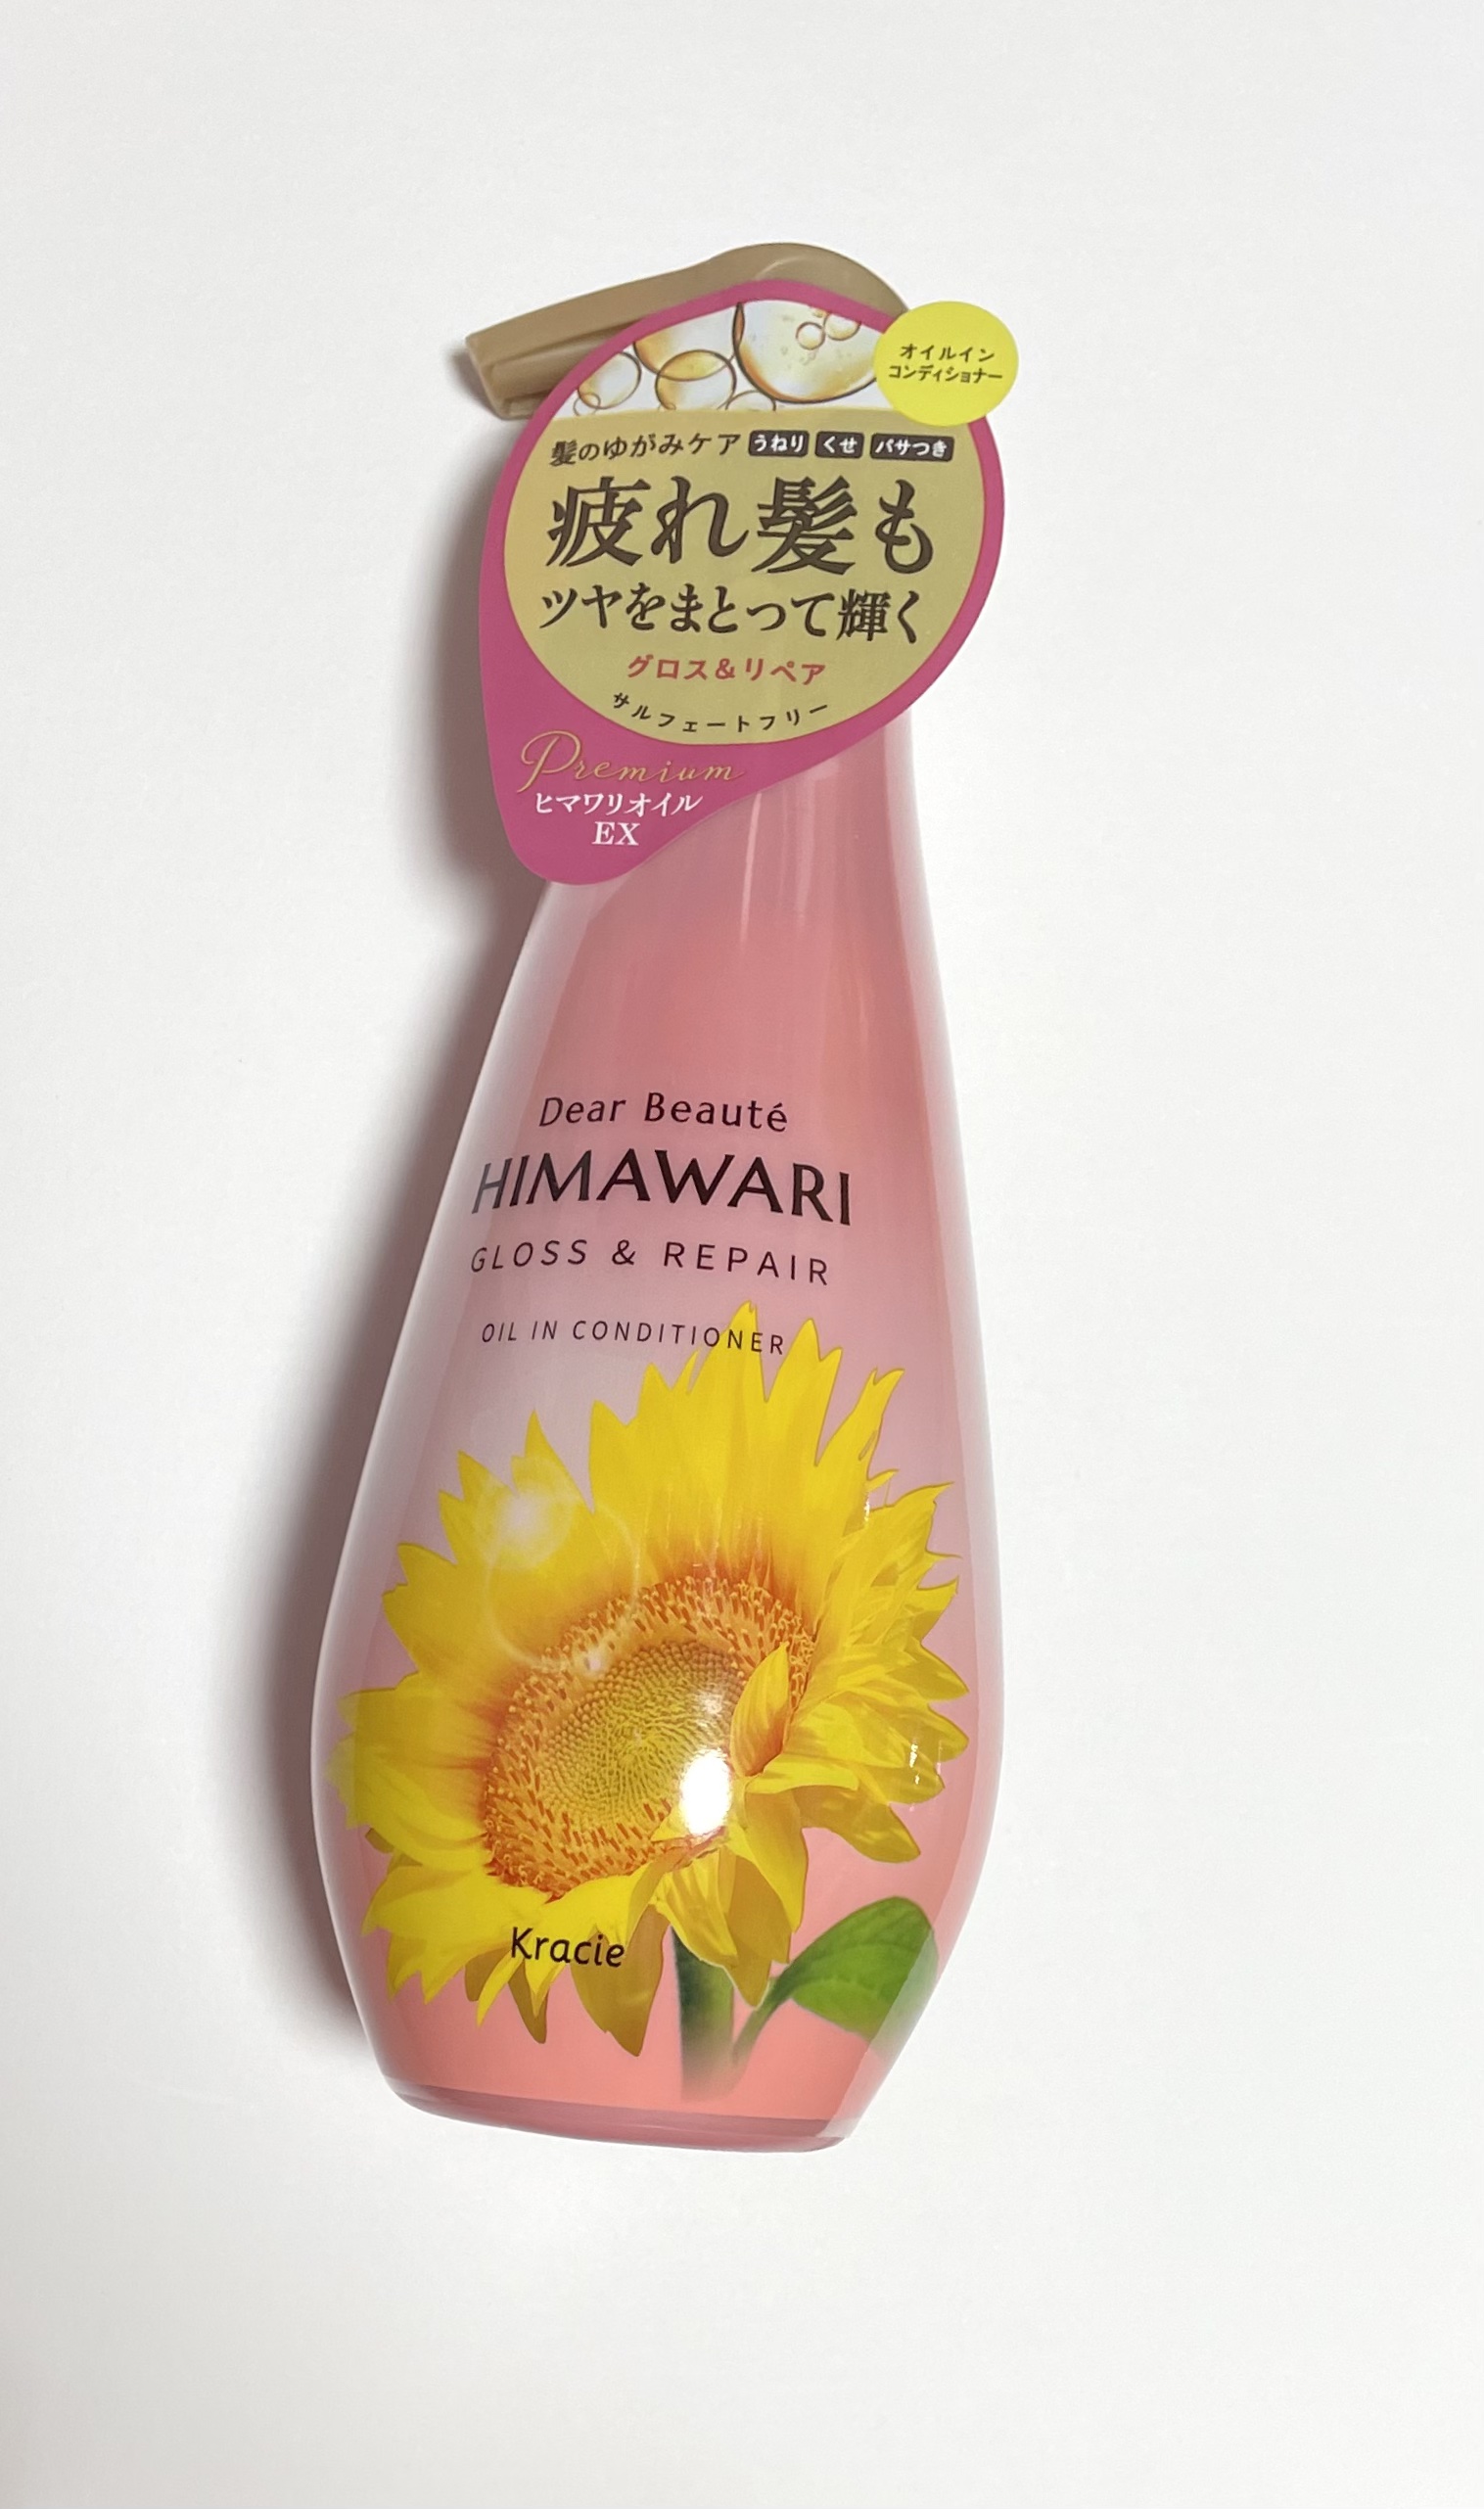 オイルイン
コンディショナー
髪のゆがみケア うねり くせ パサつき
疲れ髪も
ツヤをまとって輝く
グロス&リペア
サルフェートフリー
Premium
ヒマワリオイル
EX
Dear Beauté
HIMAWARI
GLOSS & REPAIR
OIL IN CONDITIONER
Kracie